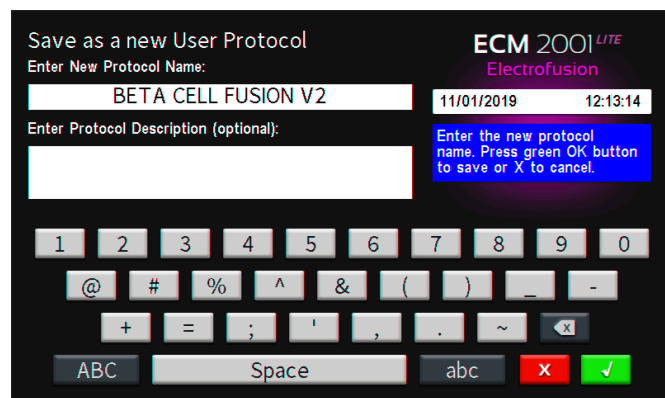 Save as a new User Protocol
Enter New Protocol Name:
BETA CELL FUSION V2
Enter Protocol Description (optional):
ECM 2001 LITE
Electrofusion
11/01/2019 12:13:14
Enter the new protocol
name. Press green OK button
to save or X to cancel.
1 2 3 4 5 6 7 8 9 0
@ # % ^ & ( ) _ -
+ = ; ' , . ~ x
ABC Space abc X √